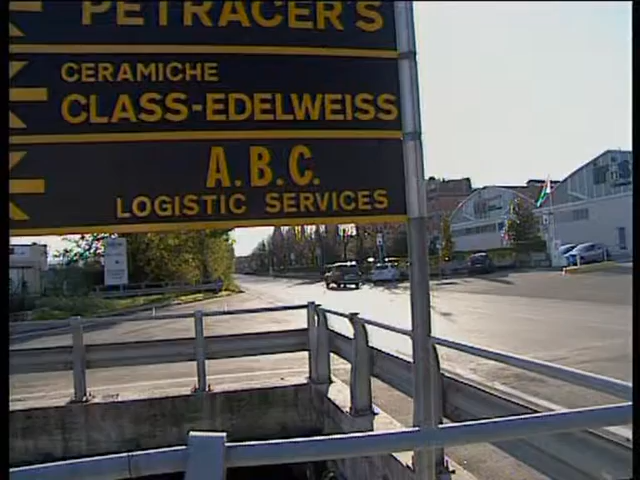 PETRACER'S
CERAMICHE
CLASS-EDELWEISS
A.B.C.
LOGISTIC SERVICES